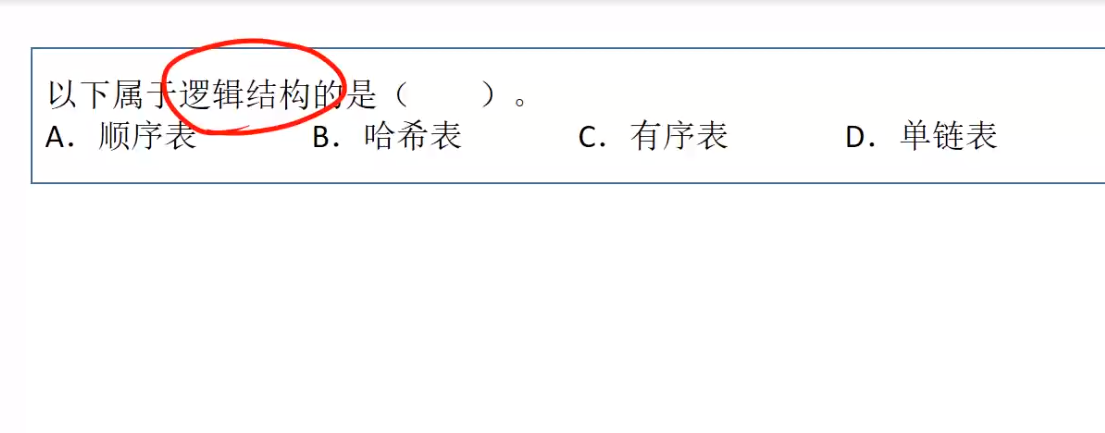 以下属于逻辑结构的是（　　）。
A. 顺序表　　B. 哈希表　　C. 有序表　　D. 单链表